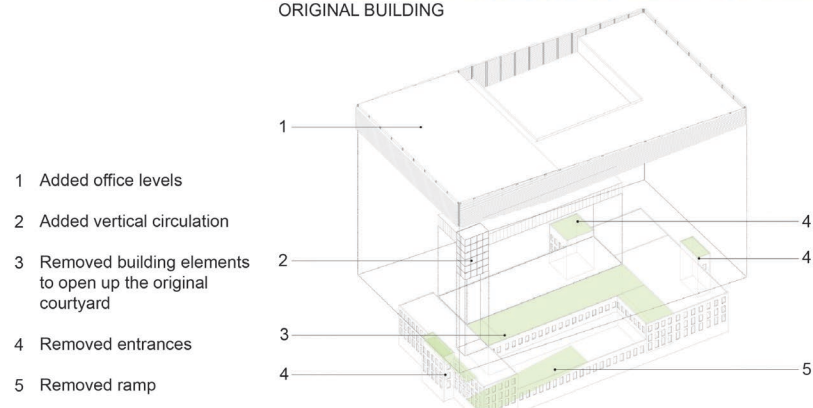 ORIGINAL BUILDING
1
1 Added office levels
2 Added vertical circulation
3 Removed building elements
to open up the original
courtyard
4 Removed entrances
5 Removed ramp
4
4
2
3
4
5